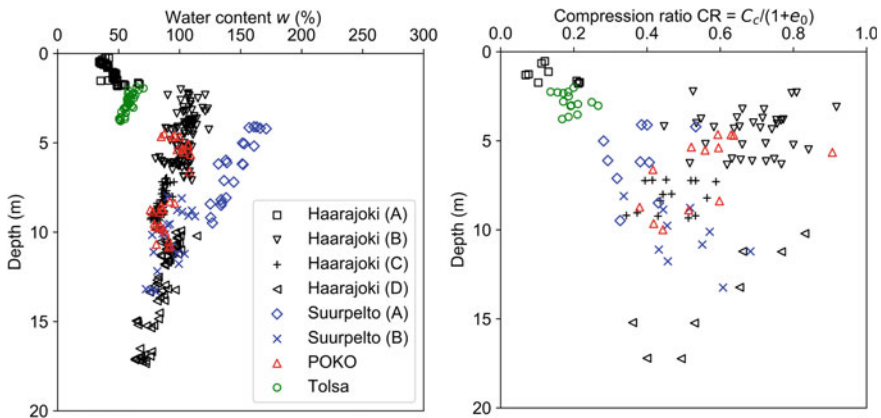 Water content w (%)
0 50 100 150 200 250 300
0
5
10
15
20
Depth (m)
Haarajoki (A)
Haarajoki (B)
Haarajoki (C)
Haarajoki (D)
Suurpelto (A)
Suurpelto (B)
POKO
Tolsa
Compression ratio CR = Cc/(1+e0)
0.0 0.2 0.4 0.6 0.8 1.0
0
5
10
15
20
Depth (m)